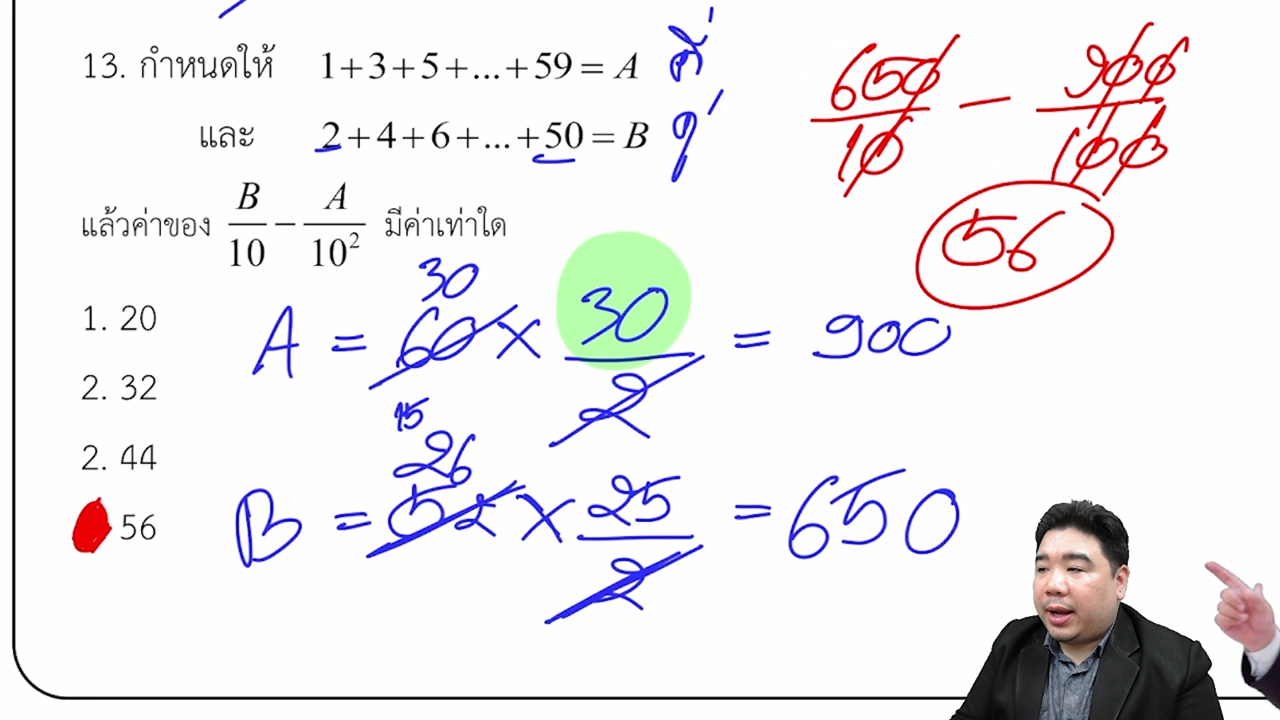 13. กำหนดให้ 1+3+5+...+59 = A คี่
และ 2+4+6+...+50 = B คู่
แล้วค่าของ B/10 − A/10² มีค่าเท่าใด
650/10 − 900/100
56
1. 20
2. 32
2. 44
56
30
A = 60 × 30/2 = 900
15
26
B = 52 × 25/2 = 650